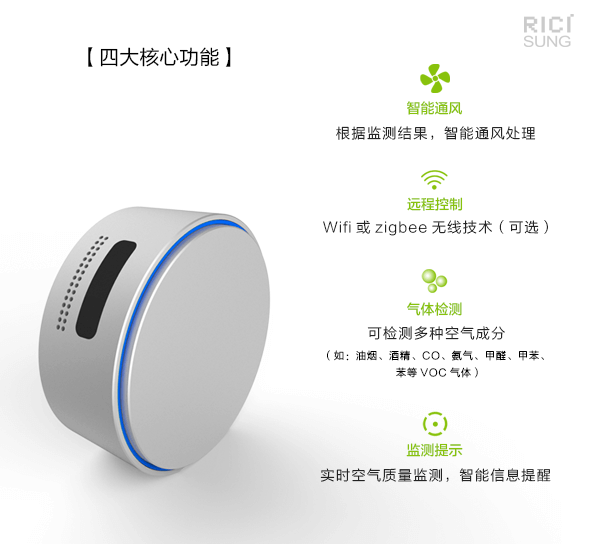 RICI
SUNG
【四大核心功能】
智能通风
根据监测结果，智能通风处理
远程控制
Wifi 或 zigbee 无线技术（可选）
气体检测
可检测多种空气成分
（如：油烟、酒精、CO、氨气、甲醛、甲苯、
苯等 VOC 气体）
监测提示
实时空气质量监测，智能信息提醒